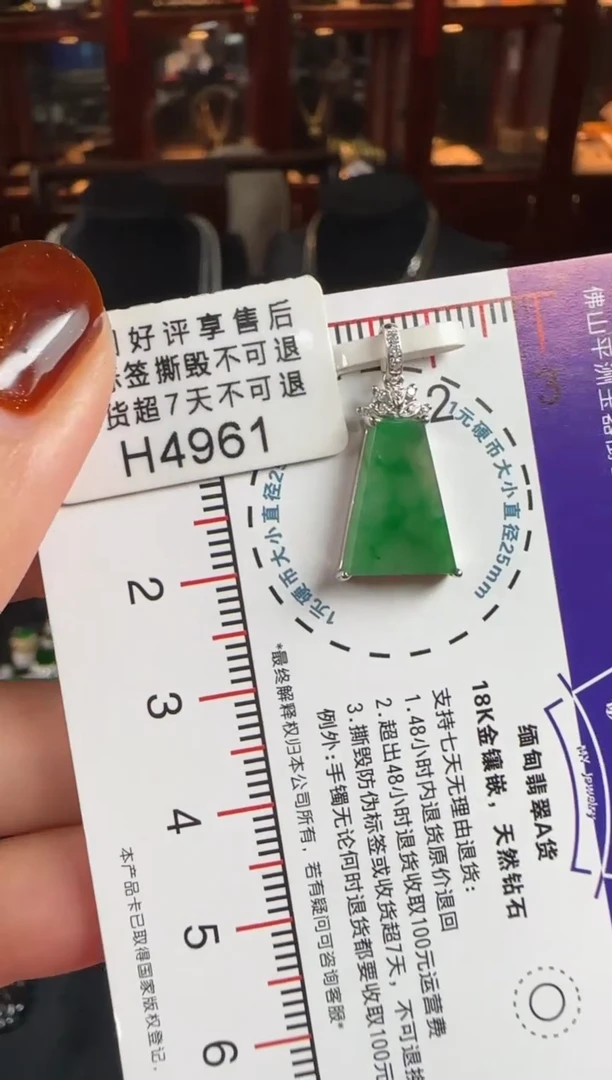 好评享售后
签撕毁不可退
货超7天不可退
H4961
2
1元硬币大小直径25mm
1元硬币大小直径25
2
3
4
5
6
缅甸翡翠A货
18K金镶嵌，天然钻石
支持七天无理由退货：
1.48小时内退货原价退回
2.超出48小时退货收取100元运营费
3.撕毁防伪标签或收货超7天，不可退换
例外：手镯无论何时退货都要收取100元
*最终解释权归本公司所有，若有疑问可咨询客服*
本产品卡已取得国家版权登记，
佛山平洲玉器街
MY Jewelry